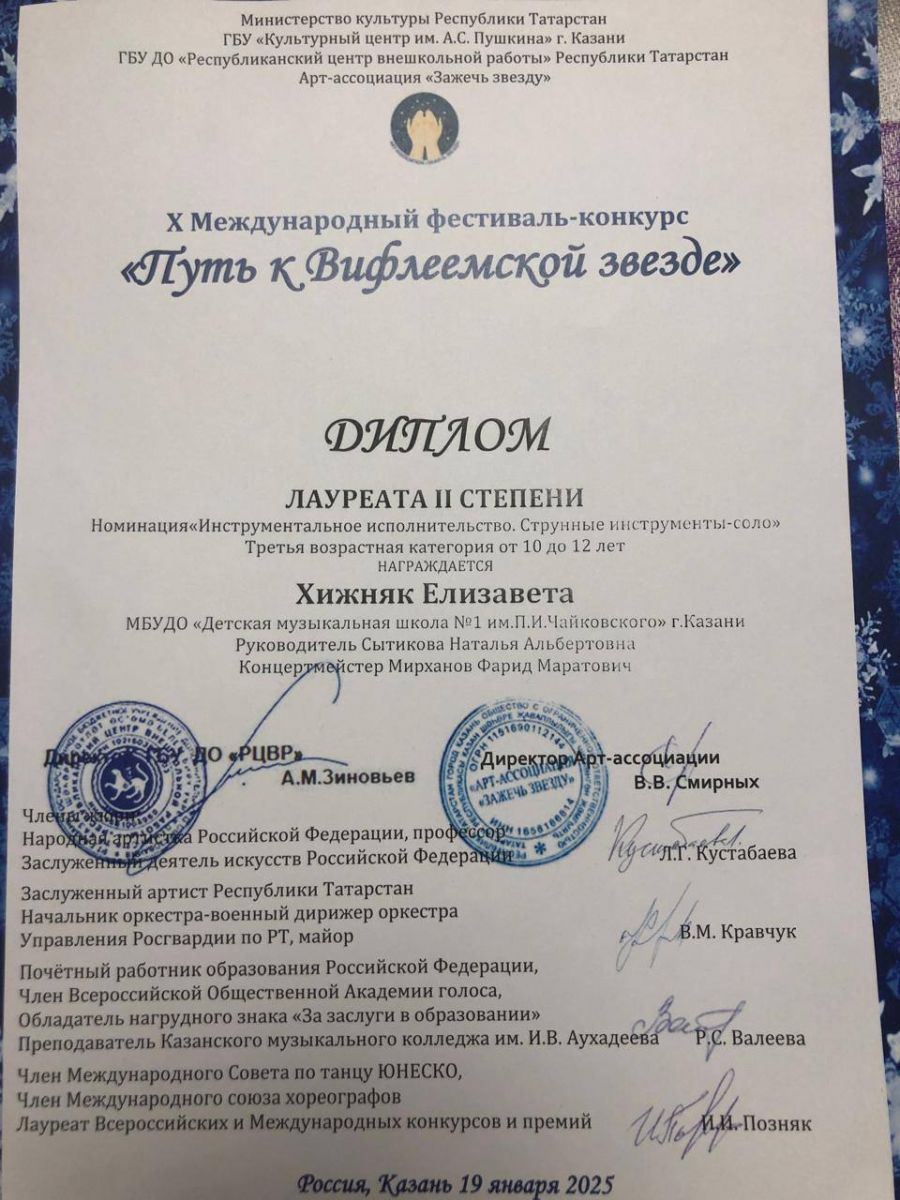 Министерство культуры Республики Татарстан
ГБУ «Культурный центр им. А.С. Пушкина» г. Казани
ГБУ ДО «Республиканский центр внешкольной работы» Республики Татарстан
Арт-ассоциация «Зажечь звезду»
X Международный фестиваль-конкурс
«Путь к Вифлеемской звезде»
ДИПЛОМ
ЛАУРЕАТА II СТЕПЕНИ
Номинация«Инструментальное исполнительство. Струнные инструменты-соло»
Третья возрастная категория от 10 до 12 лет
НАГРАЖДАЕТСЯ
Хижняк Елизавета
МБУДО «Детская музыкальная школа №1 им.П.И.Чайковского» г.Казани
Руководитель Сытикова Наталья Альбертовна
Концертмейстер Мирханов Фарид Маратович
Директор ГБУ ДО «РЦВР»
А.М.Зиновьев
Директор Арт-ассоциации
В.В. Смирных
«АРТ-АССОЦИАЦИЯ
«ЗАЖЕЧЬ ЗВЕЗДУ»
ОГРН 1151690112144
Члены жюри:
Народная артистка Российской Федерации, профессор
Заслуженный деятель искусств Российской Федерации Л.Г. Кустабаева
Заслуженный артист Республики Татарстан
Начальник оркестра-военный дирижер оркестра
Управления Росгвардии по РТ, майор В.М. Кравчук
Почётный работник образования Российской Федерации,
Член Всероссийской Общественной Академии голоса,
Обладатель нагрудного знака «За заслуги в образовании»
Преподаватель Казанского музыкального колледжа им. И.В. Аухадеева Р.С. Валеева
Член Международного Совета по танцу ЮНЕСКО,
Член Международного союза хореографов
Лауреат Всероссийских и Международных конкурсов и премий И.И. Позняк
Россия, Казань 19 января 2025